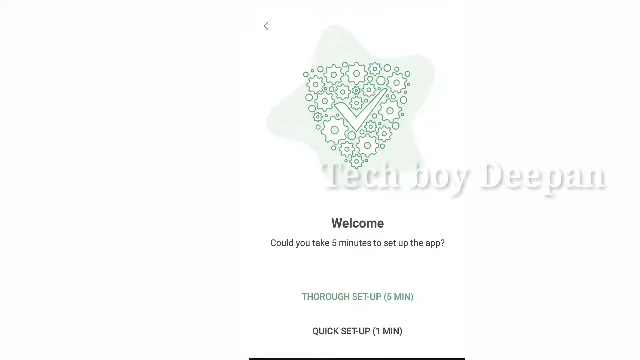 Tech boy Deepan
Welcome
Could you take 5 minutes to set up the app?
THOROUGH SET-UP (5 MIN)
QUICK SET-UP (1 MIN)